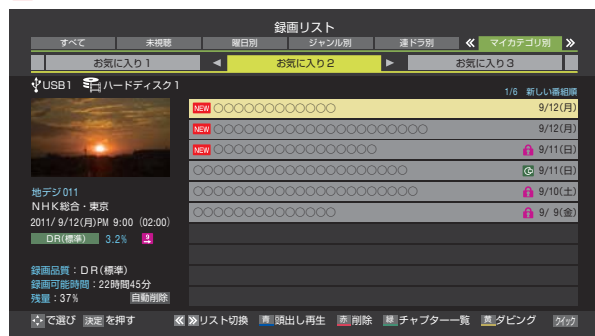 録画リスト
すべて 未視聴 曜日別 ジャンル別 連ドラ別 マイカテゴリ別
お気に入り1 お気に入り2 お気に入り3
USB1 ハードディスク1
1/6 新しい番組順
NEW ○○○○○○○○○○○○ 9/12(月)
NEW ○○○○○○○○○○○○○○○○○○○○○ 9/12(月)
NEW ○○○○○○○○○○○○○○○○ 9/11(日)
○○○○○○○○○○○○○○○○○○○○○ 9/11(日)
○○○○○○○○○○○○○○○○○○○○○○ 9/10(土)
○○○○○○○○○○○○○○ 9/ 9(金)
地デジ011
NHK総合・東京
2011/ 9/12(月)PM 9:00 (02:00)
DR(標準) 3.2%
録画品質:DR(標準)
録画可能時間:22時間45分
残量:37% 自動削除
で選び 決定 を押す リスト切換 青 頭出し再生 赤 削除 緑 チャプター一覧 黄 ダビング クイック